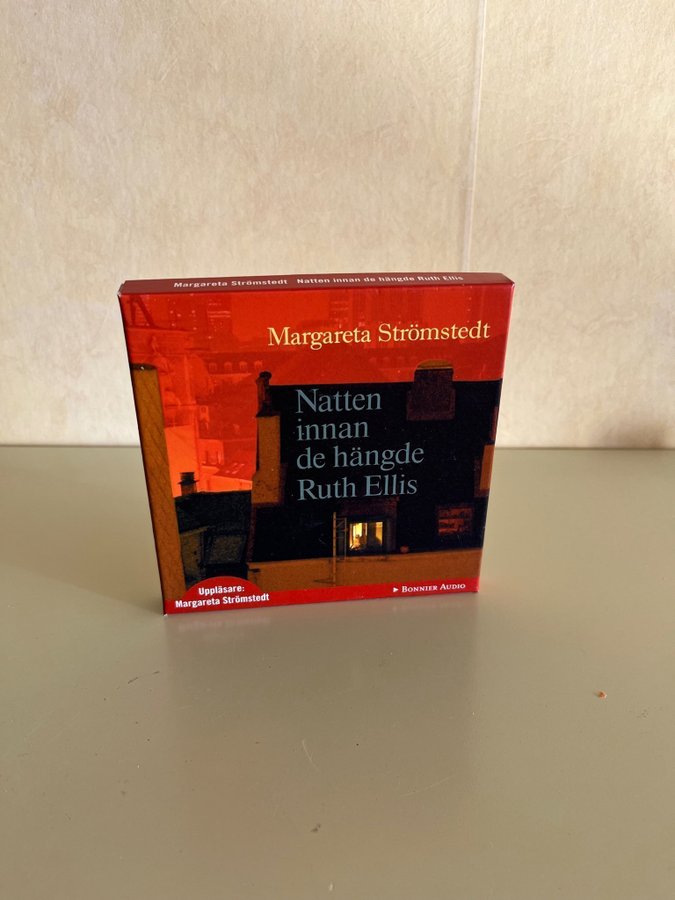 Margareta Strömstedt Natten innan de hängde Ruth Ellis
Margareta Strömstedt
Natten
innan
de hängde
Ruth Ellis
Uppläsare:
Margareta Strömstedt
▸ BONNIER AUDIO